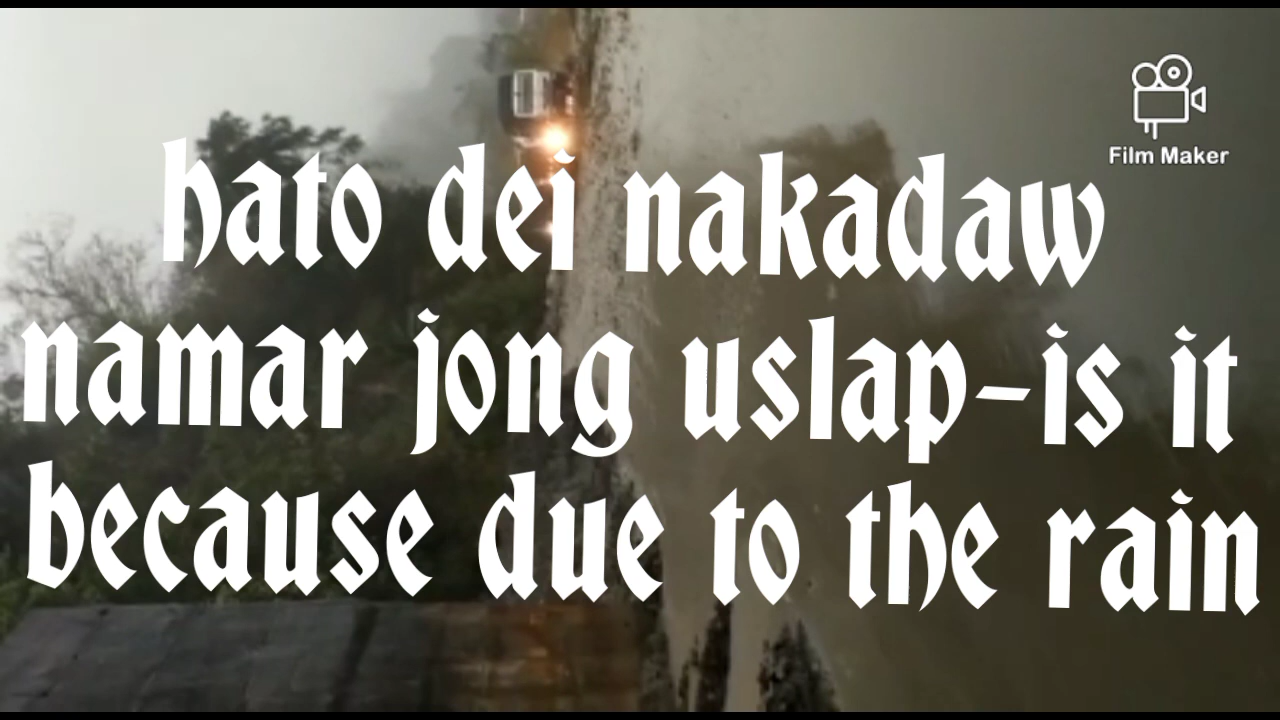 Film Maker
hato dei nakadaw
namar jong uslap-is it
because due to the rain